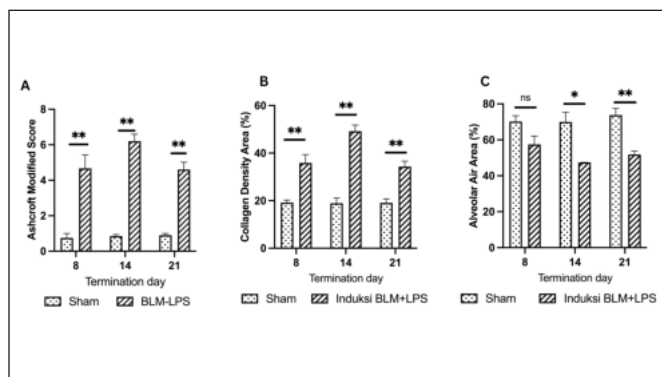 A
Ashcroft Modified Score
8
6
4
2
0
**
**
**
8
14
21
Termination day
Sham
BLM-LPS
B
Collagen Density Area (%)
60
40
20
0
**
**
**
8
14
21
Termination day
Sham
Induksi BLM+LPS
C
Alveolar Air Area (%)
80
60
40
20
0
ns
*
**
8
14
21
Termination day
Sham
Induksi BLM+LPS